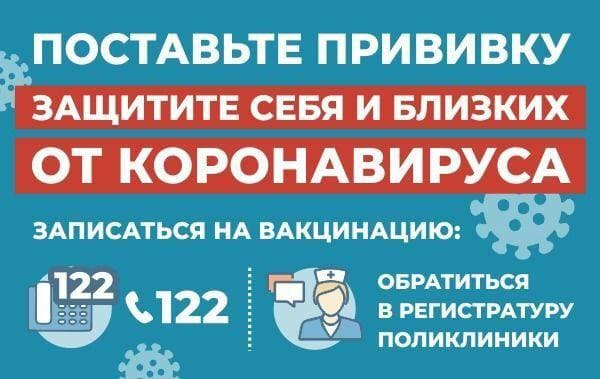 ПОСТАВЬТЕ ПРИВИВКУ
ЗАЩИТИТЕ СЕБЯ И БЛИЗКИХ
ОТ КОРОНАВИРУСА
ЗАПИСАТЬСЯ НА ВАКЦИНАЦИЮ:
122
122
ОБРАТИТЬСЯ
В РЕГИСТРАТУРУ
ПОЛИКЛИНИКИ